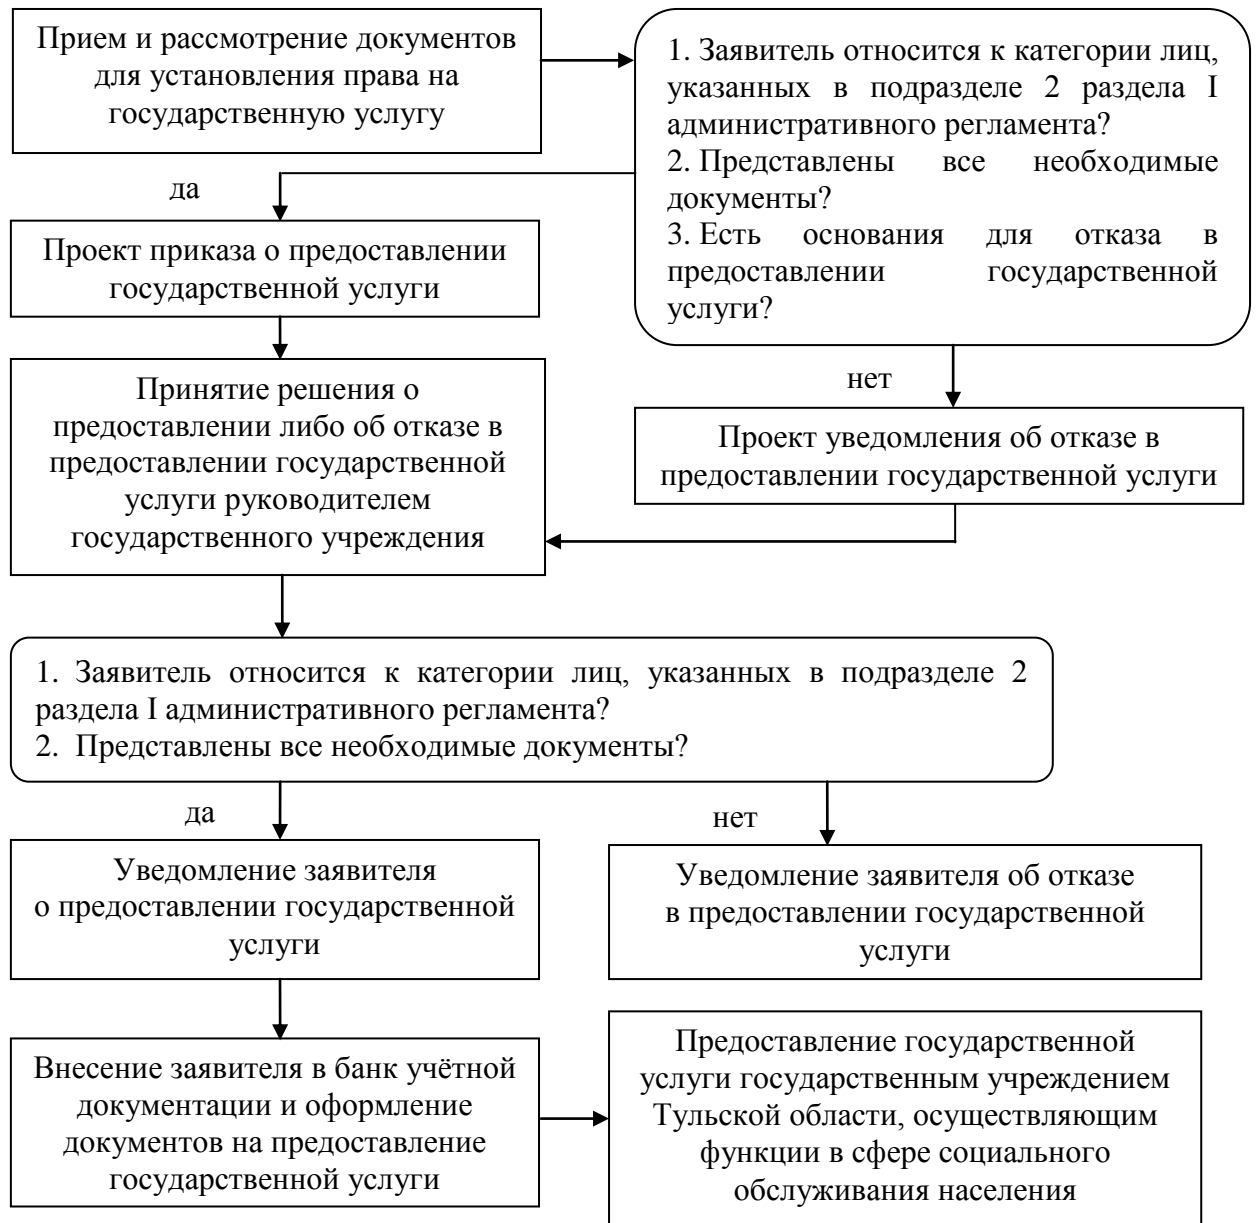 Прием и рассмотрение документов
для установления права на
государственную услугу
1. Заявитель относится к категории лиц,
указанных в подразделе 2 раздела I
административного регламента?
2. Представлены все необходимые
документы?
3. Есть основания для отказа в
предоставлении государственной
услуги?
да
Проект приказа о предоставлении
государственной услуги
нет
Принятие решения о
предоставлении либо об отказе в
предоставлении государственной
услуги руководителем
государственного учреждения
Проект уведомления об отказе в
предоставлении государственной услуги
1. Заявитель относится к категории лиц, указанных в подразделе 2
раздела I административного регламента?
2. Представлены все необходимые документы?
да
нет
Уведомление заявителя
о предоставлении государственной
услуги
Уведомление заявителя об отказе
в предоставлении государственной
услуги
Внесение заявителя в банк учётной
документации и оформление
документов на предоставление
государственной услуги
Предоставление государственной
услуги государственным учреждением
Тульской области, осуществляющим
функции в сфере социального
обслуживания населения